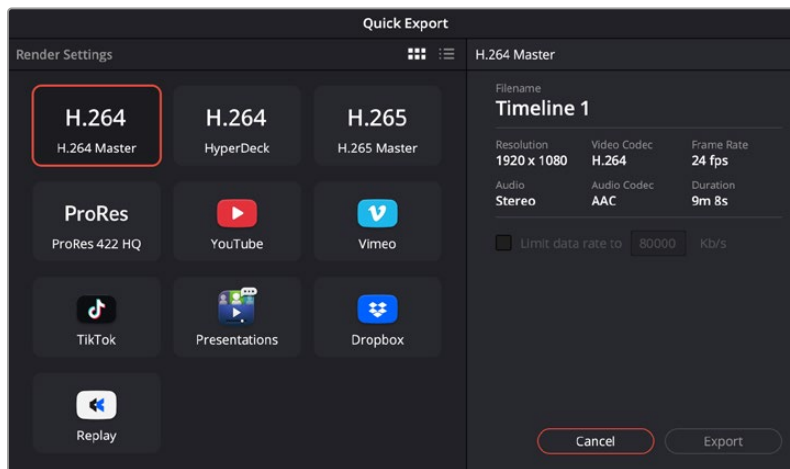 Quick Export
Render Settings
H.264 Master
H.264
H.264 Master
H.264
HyperDeck
H.265
H.265 Master
ProRes
ProRes 422 HQ
YouTube
Vimeo
TikTok
Presentations
Dropbox
Replay
Filename
Timeline 1
Resolution Video Codec Frame Rate
1920 x 1080 H.264 24 fps
Audio Audio Codec Duration
Stereo AAC 9m 8s
Limit data rate to 80000 Kb/s
Cancel Export